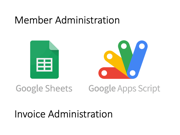 Member Administration
Google Sheets Google Apps Script
Invoice Administration